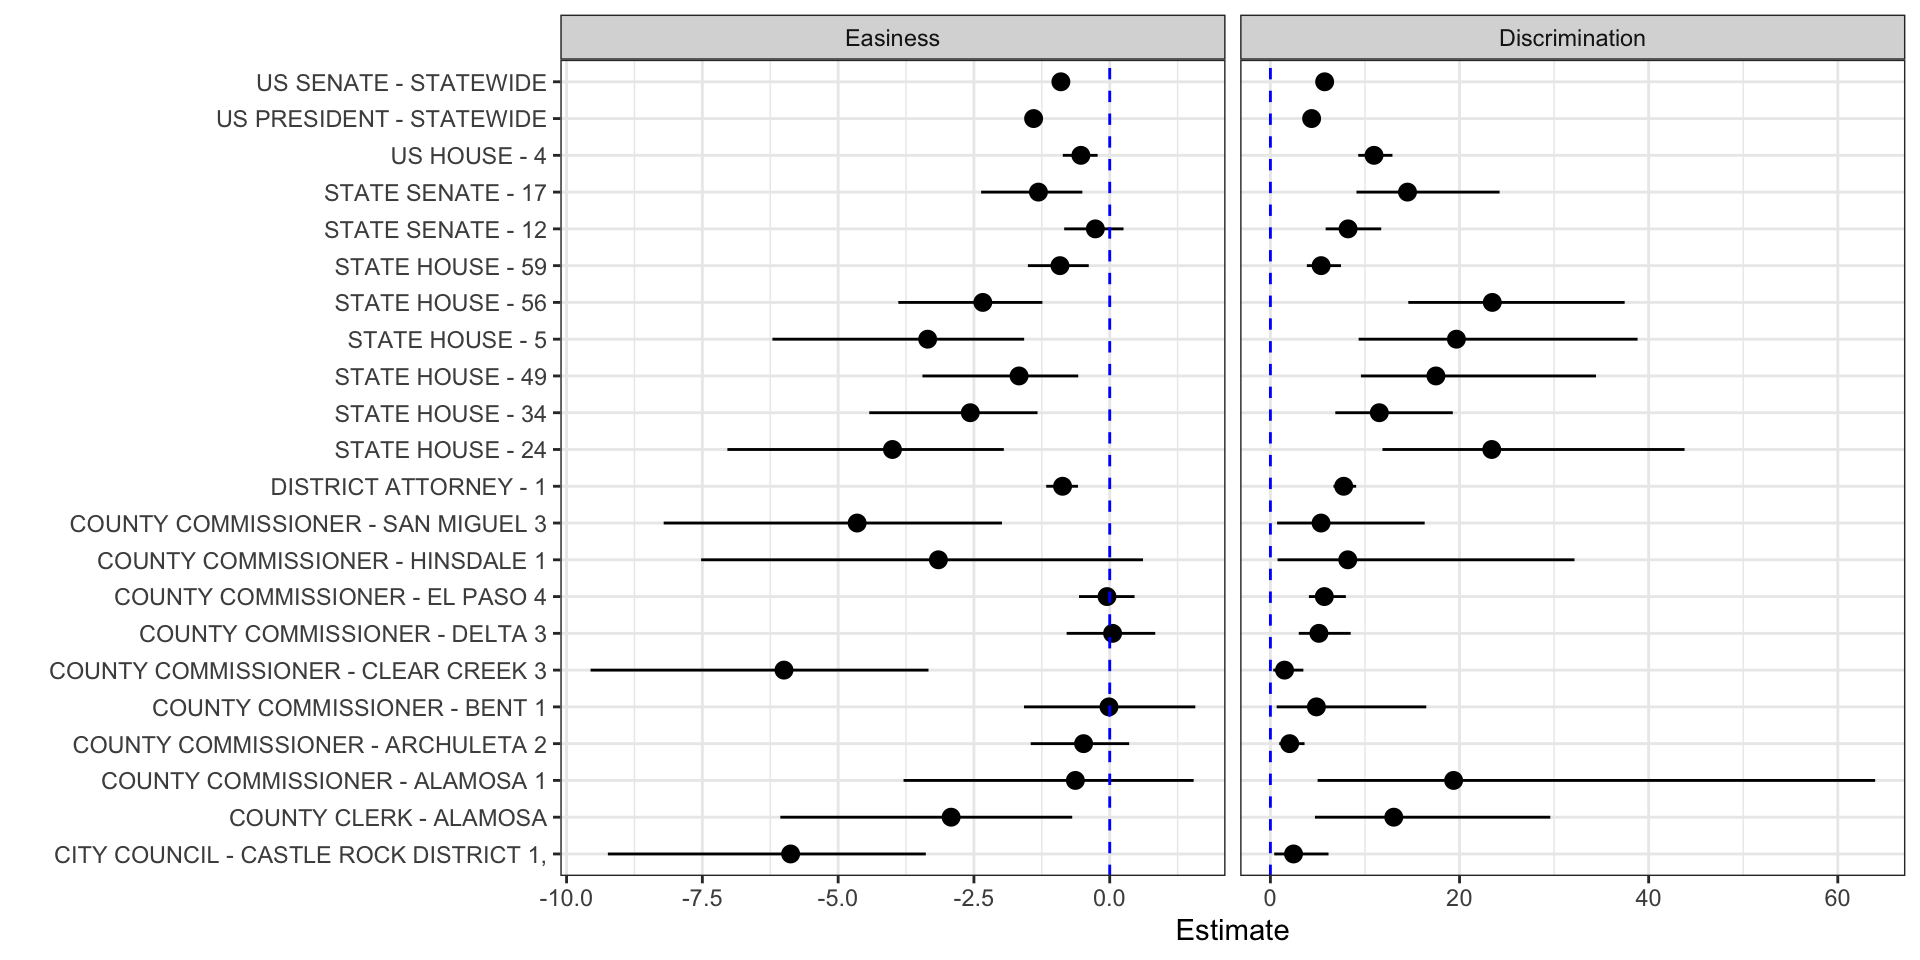 Easiness
Discrimination
US SENATE - STATEWIDE
US PRESIDENT - STATEWIDE
US HOUSE - 4
STATE SENATE - 17
STATE SENATE - 12
STATE HOUSE - 59
STATE HOUSE - 56
STATE HOUSE - 5
STATE HOUSE - 49
STATE HOUSE - 34
STATE HOUSE - 24
DISTRICT ATTORNEY - 1
COUNTY COMMISSIONER - SAN MIGUEL 3
COUNTY COMMISSIONER - HINSDALE 1
COUNTY COMMISSIONER - EL PASO 4
COUNTY COMMISSIONER - DELTA 3
COUNTY COMMISSIONER - CLEAR CREEK 3
COUNTY COMMISSIONER - BENT 1
COUNTY COMMISSIONER - ARCHULETA 2
COUNTY COMMISSIONER - ALAMOSA 1
COUNTY CLERK - ALAMOSA
CITY COUNCIL - CASTLE ROCK DISTRICT 1,
-10.0 -7.5 -5.0 -2.5 0.0 0 20 40 60
Estimate